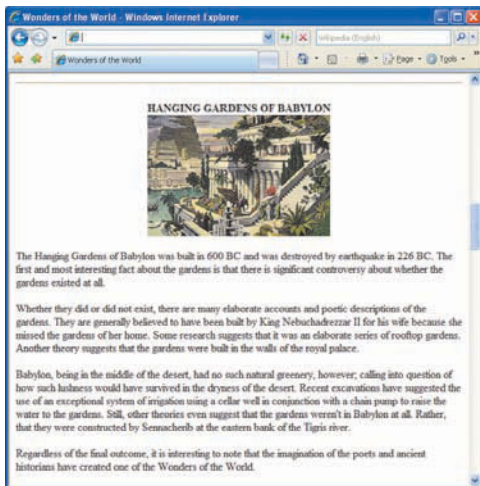 Wonders of the World - Windows Internet Explorer
Wikipedia (English)
Wonders of the World
Page
Tools
HANGING GARDENS OF BABYLON
The Hanging Gardens of Babylon was built in 600 BC and was destroyed by earthquake in 226 BC. The
first and most interesting fact about the gardens is that there is significant controversy about whether the
gardens existed at all.
Whether they did or did not exist, there are many elaborate accounts and poetic descriptions of the
gardens. They are generally believed to have been built by King Nebuchadrezzar II for his wife because she
missed the gardens of her home. Some research suggests that it was an elaborate series of rooftop gardens.
Another theory suggests that the gardens were built in the walls of the royal palace.
Babylon, being in the middle of the desert, had no such natural greenery, however; calling into question of
how such lushness would have survived in the dryness of the desert. Recent excavations have suggested the
use of an exceptional system of irrigation using a cellar well in conjunction with a chain pump to raise the
water to the gardens. Still, other theories even suggest that the gardens weren't in Babylon at all. Rather,
that they were constructed by Sennacherib at the eastern bank of the Tigris river.
Regardless of the final outcome, it is interesting to note that the imagination of the poets and ancient
historians have created one of the Wonders of the World.